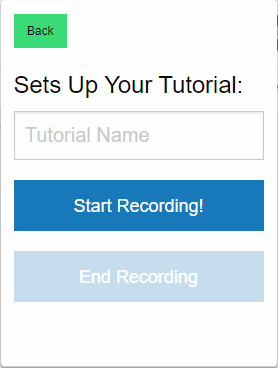 Back
Sets Up Your Tutorial:
Tutorial Name
Start Recording!
End Recording